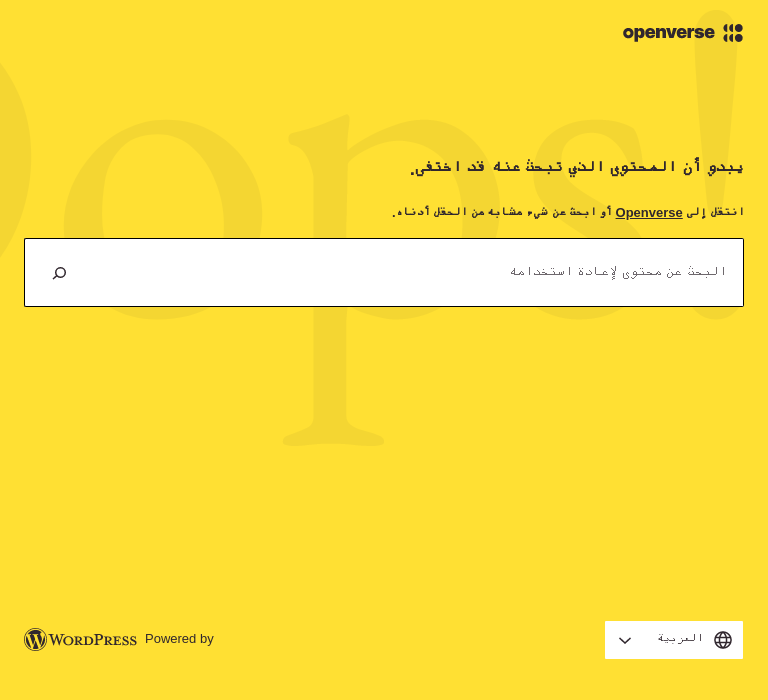 openverse
Oops!
يبدو أن المحتوى الذي تبحث عنه قد اختفى.
انتقل إلى Openverse أو ابحث عن شيء مشابه من الحقل أدناه.
البحث عن محتوى لإعادة استخدامه
العربية
Powered by WORDPRESS